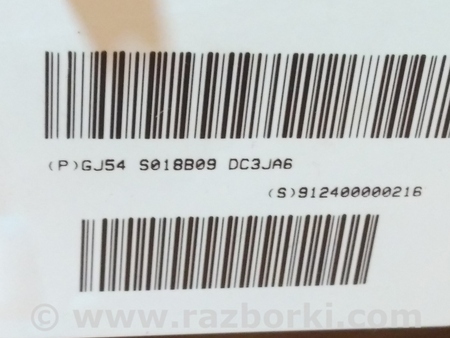 (P)GJ54 S018B09 DC3JA6
(S)912400000216
© www.razborki.com